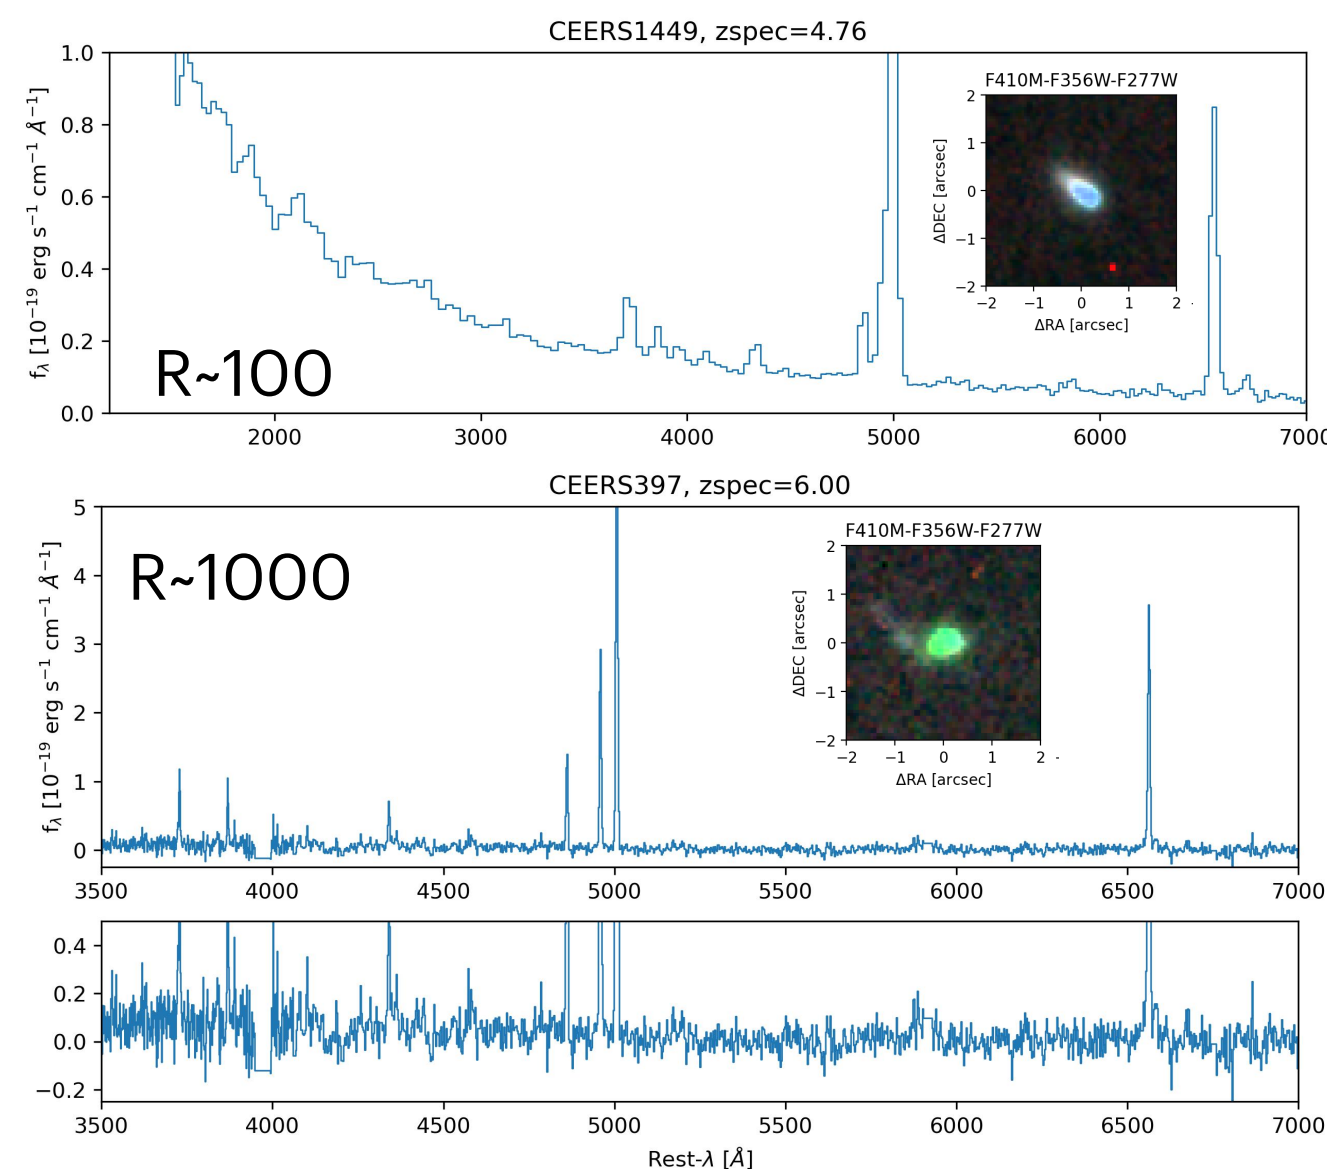 CEERS1449, zspec=4.76
1.0
0.8
0.6
0.4
0.2
0.0
fλ [10⁻¹⁹ erg s⁻¹ cm⁻¹ Å⁻¹]
R~100
F410M-F356W-F277W
2
1
0
−1
−2
ΔDEC [arcsec]
−2 −1 0 1 2
ΔRA [arcsec]
2000 3000 4000 5000 6000 7000
CEERS397, zspec=6.00
5
4
3
2
1
0
fλ [10⁻¹⁹ erg s⁻¹ cm⁻¹ Å⁻¹]
R~1000
F410M-F356W-F277W
2
1
0
−1
−2
ΔDEC [arcsec]
−2 −1 0 1 2
ΔRA [arcsec]
3500 4000 4500 5000 5500 6000 6500 7000
0.4
0.2
0.0
−0.2
3500 4000 4500 5000 5500 6000 6500 7000
Rest-λ [Å]